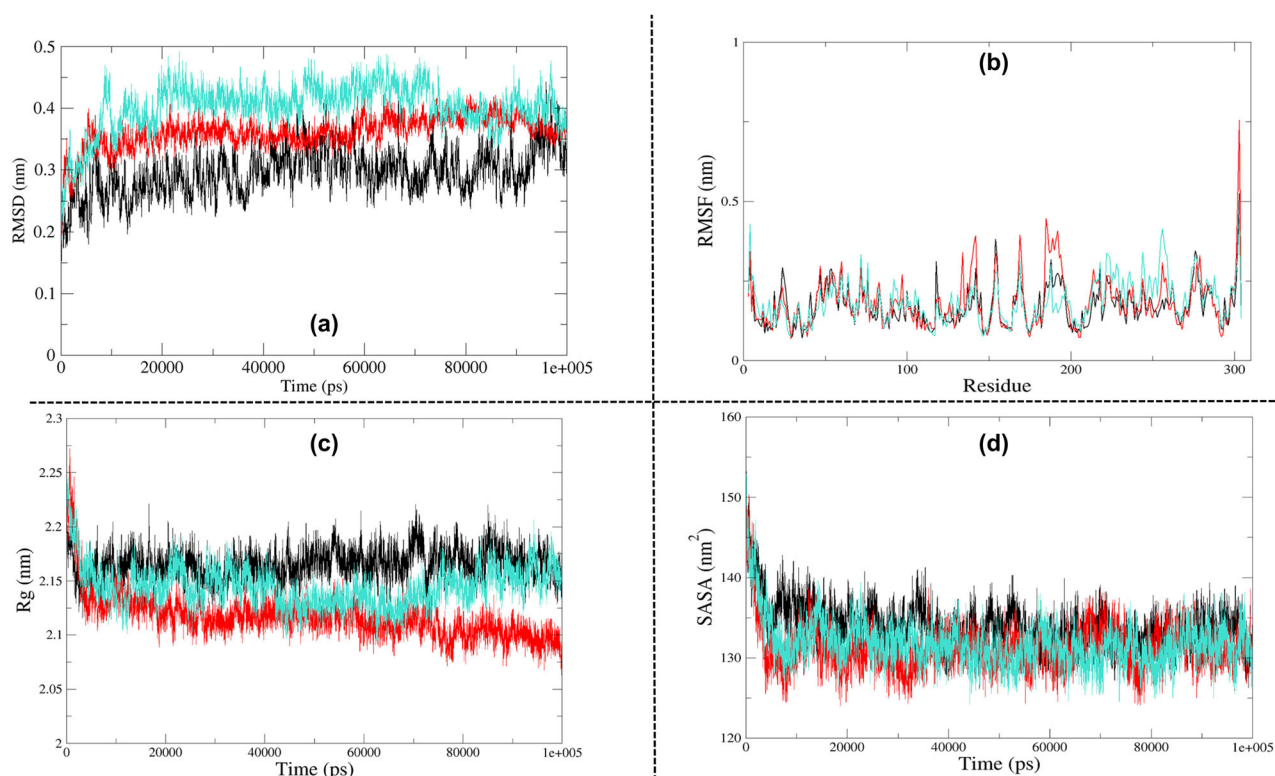 0.5
0.4
0.3
0.2
0.1
0
RMSD (nm)
(a)
0 20000 40000 60000 80000 1e+005
Time (ps)
1
0.5
0
RMSF (nm)
(b)
0 100 200 300
Residue
2.3
2.25
2.2
2.15
2.1
2.05
2
Rg (nm)
(c)
0 20000 40000 60000 80000 1e+005
Time (ps)
160
150
140
130
120
SASA (nm²)
(d)
0 20000 40000 60000 80000 1e+005
Time (ps)